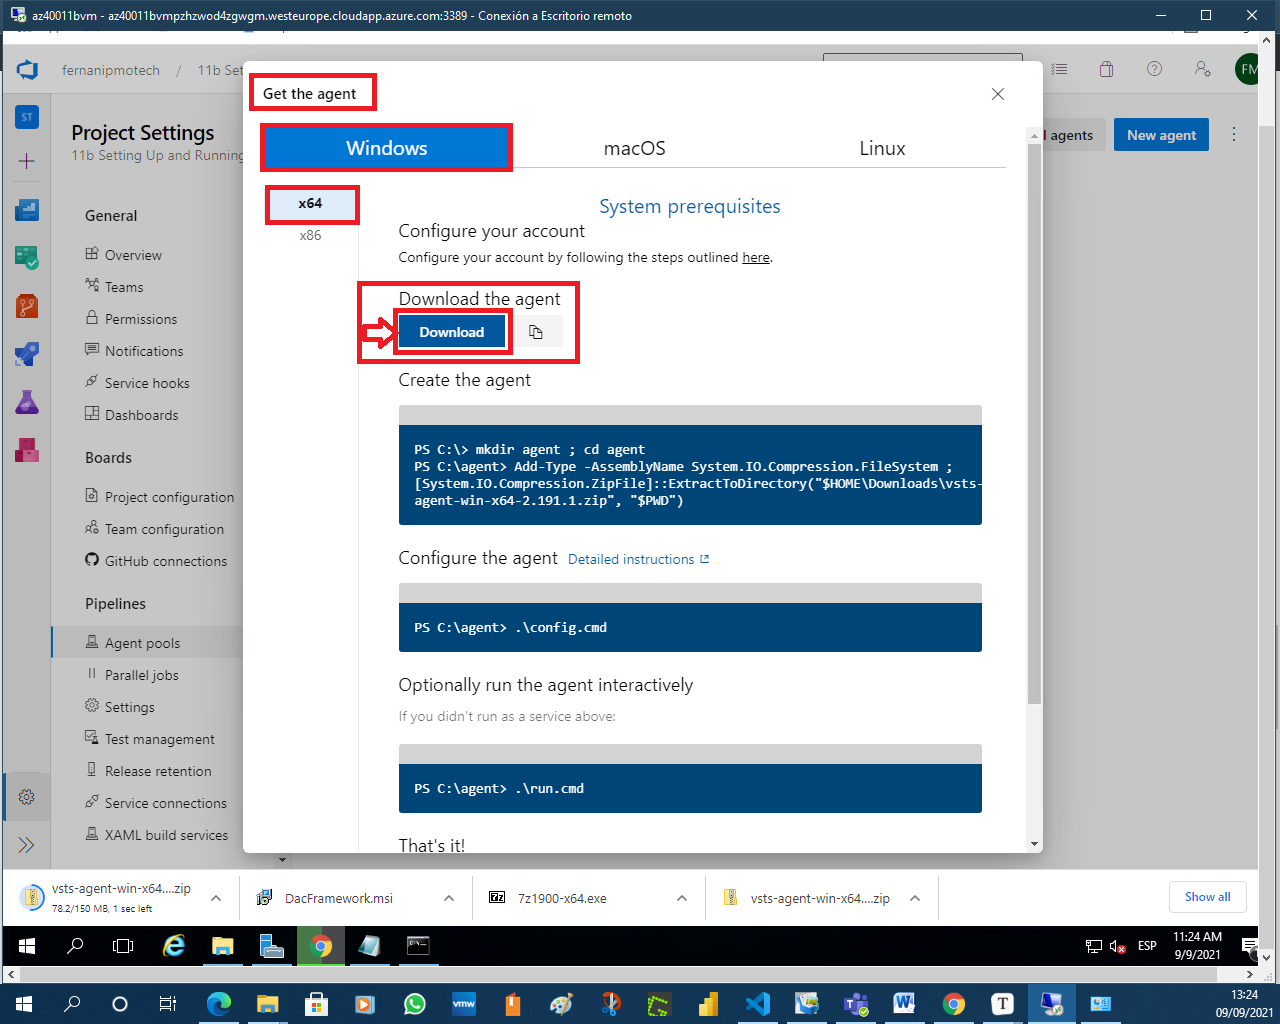 az40011bvm - az40011bvmpzhzwod4zgwgm.westeurope.cloudapp.azure.com:3389 - Conexión a Escritorio remoto
fernanipmotech / 11b Set
FM
Get the agent
l agents
New agent
ST
Project Settings
11b Setting Up and Running
Windows
macOS
Linux
x64
x86
System prerequisites
Configure your account
Configure your account by following the steps outlined here.
Download the agent
Download
Create the agent
PS C:\> mkdir agent ; cd agent
PS C:\agent> Add-Type -AssemblyName System.IO.Compression.FileSystem ;
[System.IO.Compression.ZipFile]::ExtractToDirectory("$HOME\Downloads\vsts-
agent-win-x64-2.191.1.zip", "$PWD")
Configure the agent Detailed instructions
PS C:\agent> .\config.cmd
Optionally run the agent interactively
If you didn't run as a service above:
PS C:\agent> .\run.cmd
That's it!
General
Overview
Teams
Permissions
Notifications
Service hooks
Dashboards
Boards
Project configuration
Team configuration
GitHub connections
Pipelines
Agent pools
Parallel jobs
Settings
Test management
Release retention
Service connections
XAML build services
vsts-agent-win-x64....zip
78.2/150 MB, 1 sec left
DacFramework.msi
7z1900-x64.exe
vsts-agent-win-x64....zip
Show all
ESP
11:24 AM
9/9/2021
vmw
13:24
09/09/2021